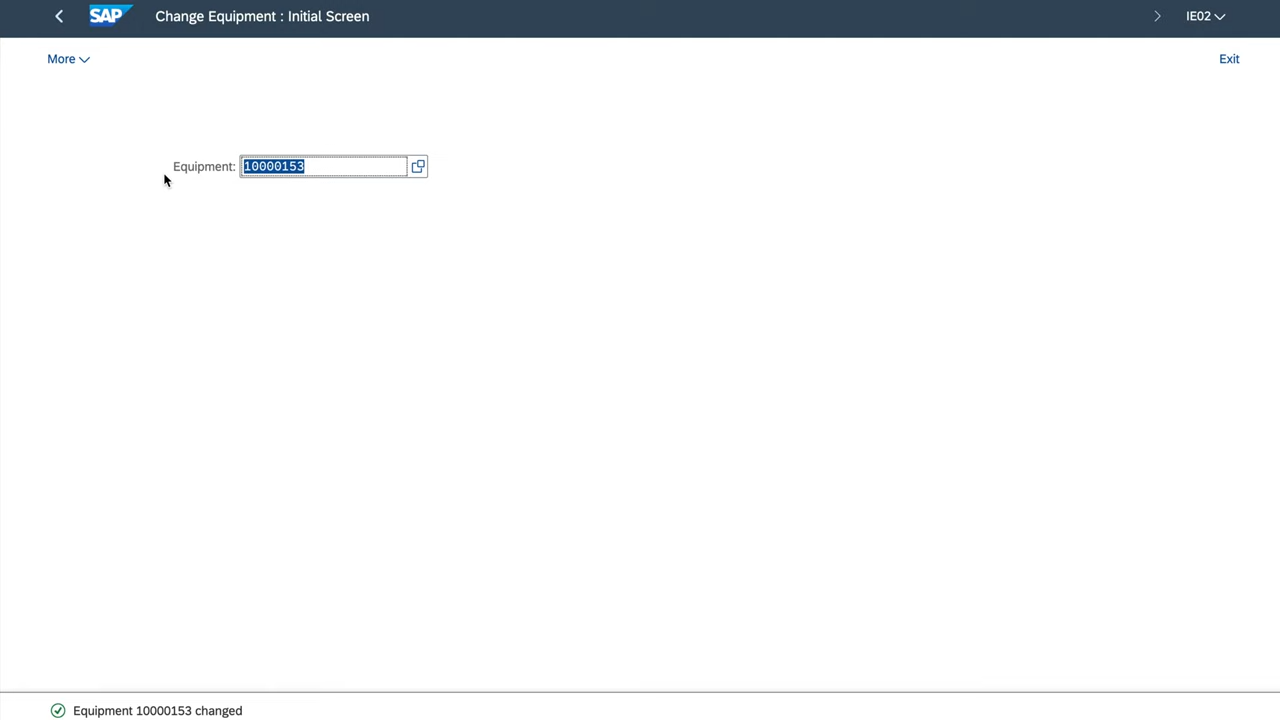 SAP Change Equipment : Initial Screen IE02
More Exit
Equipment: 10000153
Equipment 10000153 changed